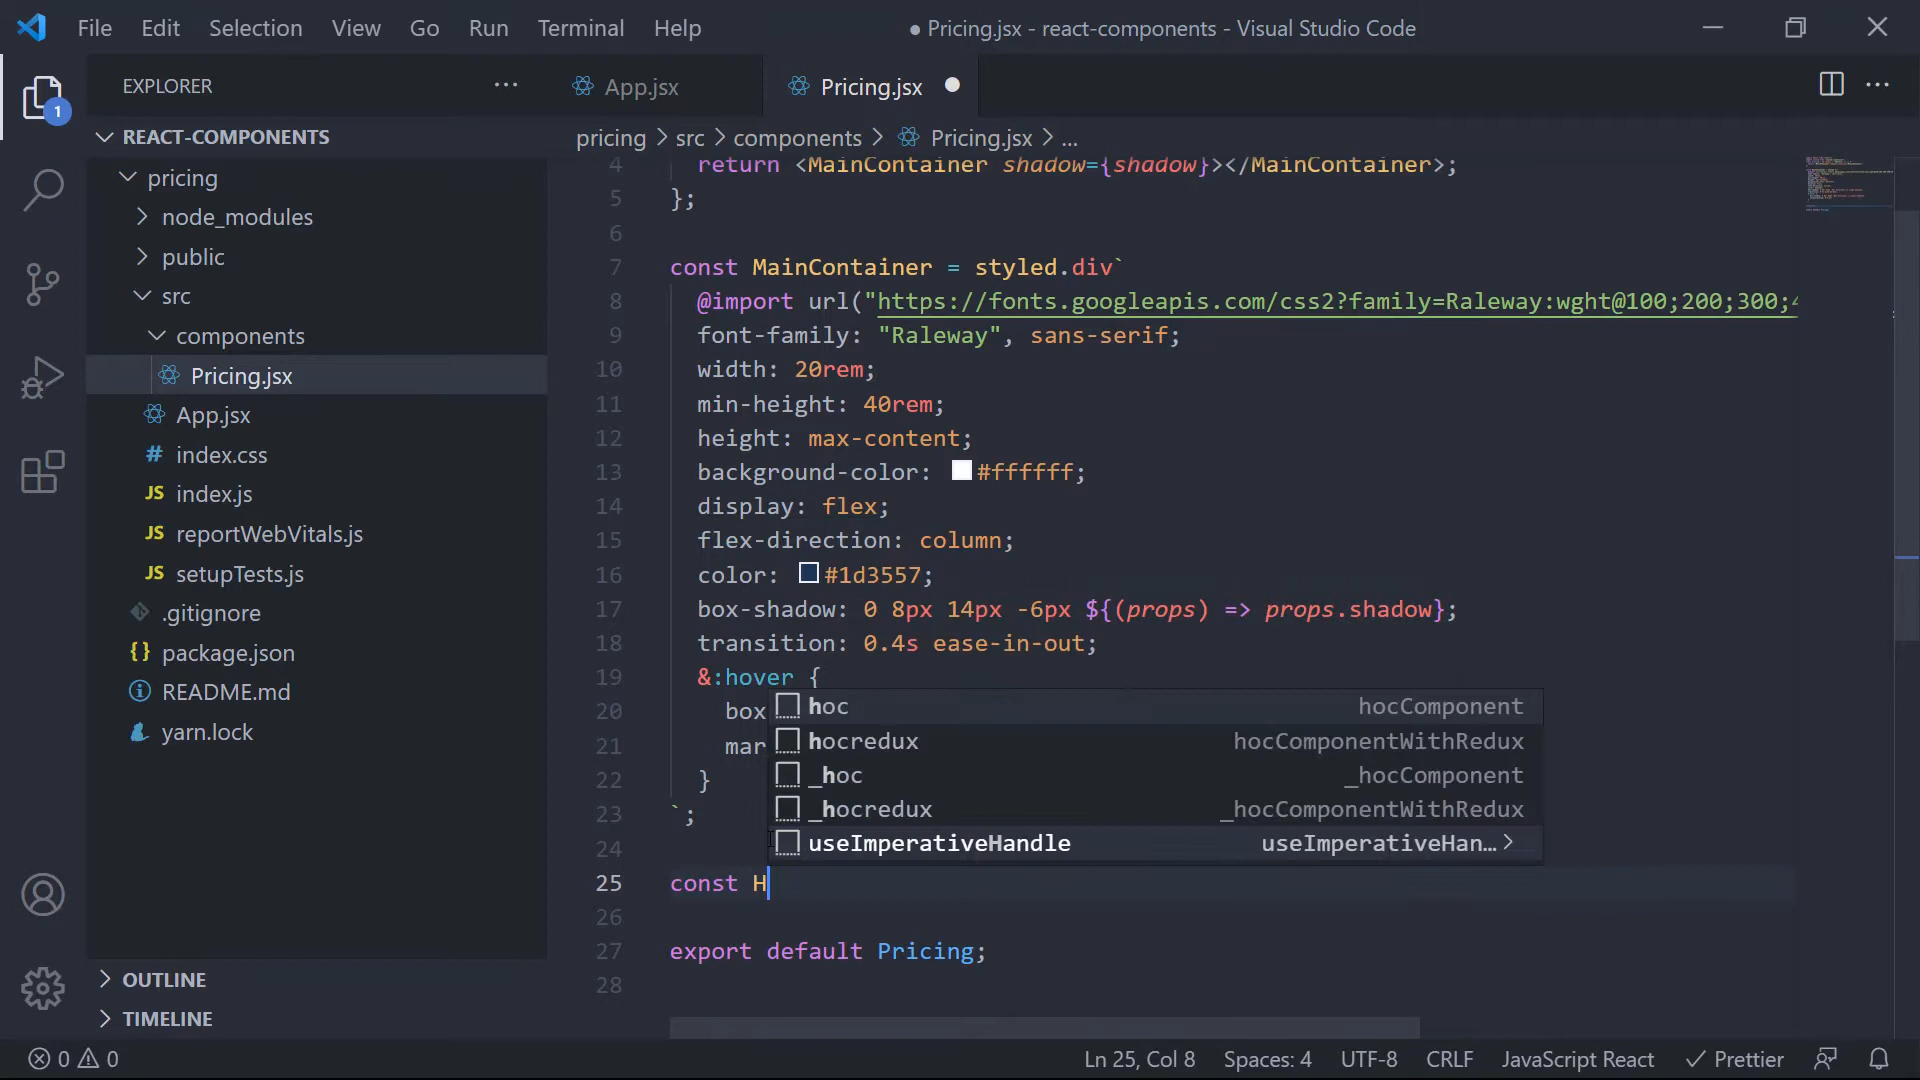 File Edit Selection View Go Run Terminal Help
● Pricing.jsx - react-components - Visual Studio Code
EXPLORER
App.jsx
Pricing.jsx
1
REACT-COMPONENTS
pricing > src > components > Pricing.jsx > ...
pricing
node_modules
public
src
components
Pricing.jsx
App.jsx
# index.css
JS index.js
JS reportWebVitals.js
JS setupTests.js
.gitignore
{} package.json
README.md
yarn.lock
OUTLINE
TIMELINE
4 return <MainContainer shadow={shadow}></MainContainer>;
5 };
6
7 const MainContainer = styled.div`
8 @import url("https://fonts.googleapis.com/css2?family=Raleway:wght@100;200;300;4
9 font-family: "Raleway", sans-serif;
10 width: 20rem;
11 min-height: 40rem;
12 height: max-content;
13 background-color: #ffffff;
14 display: flex;
15 flex-direction: column;
16 color: #1d3557;
17 box-shadow: 0 8px 14px -6px ${(props) => props.shadow};
18 transition: 0.4s ease-in-out;
19 &:hover {
20 box
21 mar
22 }
23 `;
24
25 const H
26
27 export default Pricing;
28
hoc hocComponent
hocredux hocComponentWithRedux
_hoc _hocComponent
_hocredux _hocComponentWithRedux
useImperativeHandle useImperativeHan... >
0 0
Ln 25, Col 8 Spaces: 4 UTF-8 CRLF JavaScript React ✓ Prettier